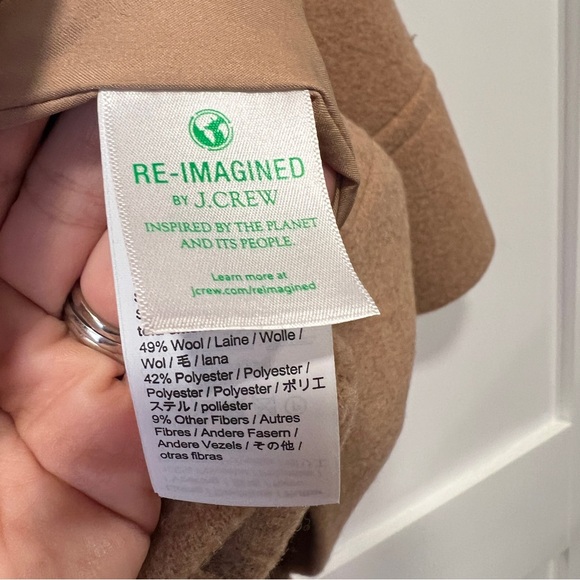 RE-IMAGINED
BY J.CREW
INSPIRED BY THE PLANET
AND ITS PEOPLE.
Learn more at
jcrew.com/reimagined
49% Wool / Laine / Wolle /
Wol / 毛 / lana
42% Polyester / Polyester /
Polyester / Polyester / ポリエ
ステル / poliéster
9% Other Fibers / Autres
Fibres / Andere Fasern /
Andere Vezels / その他 /
otras fibras